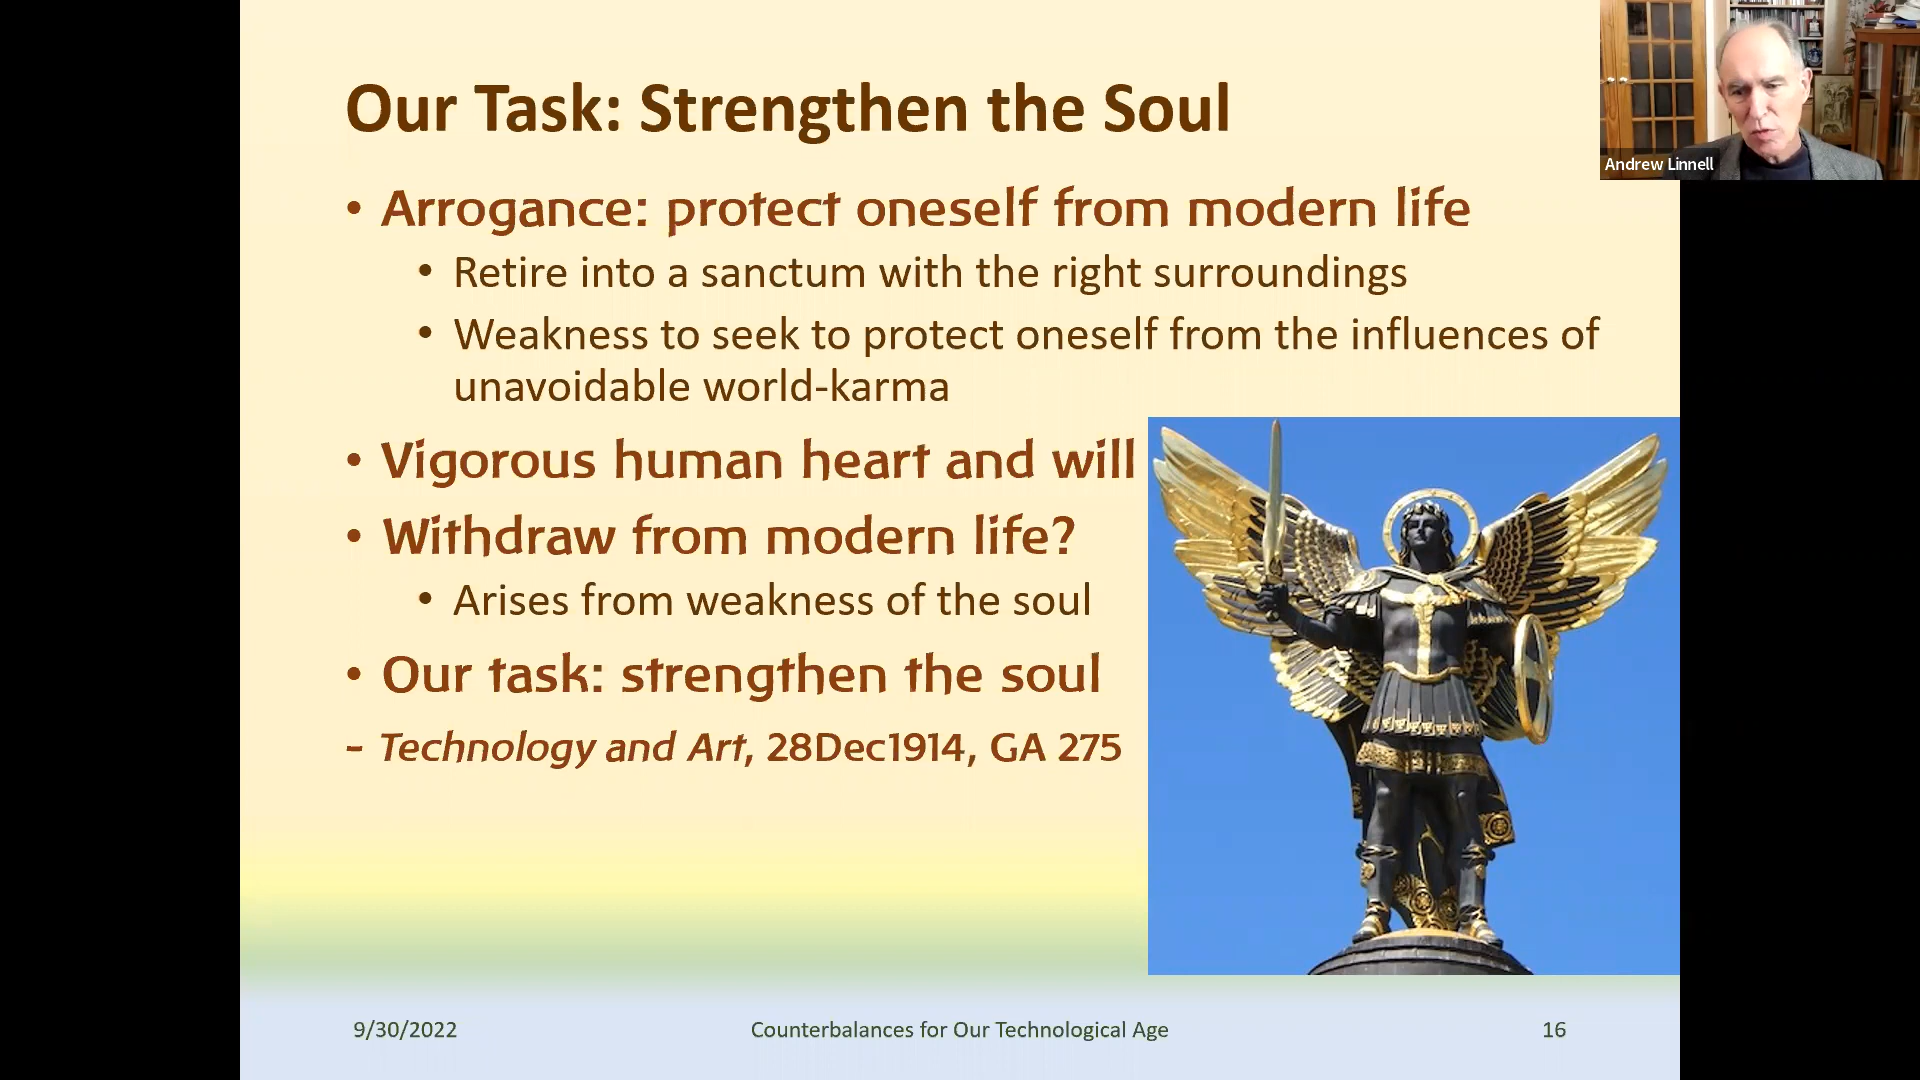 Our Task: Strengthen the Soul
• Arrogance: protect oneself from modern life
• Retire into a sanctum with the right surroundings
• Weakness to seek to protect oneself from the influences of
unavoidable world-karma
• Vigorous human heart and will
• Withdraw from modern life?
• Arises from weakness of the soul
• Our task: strengthen the soul
- Technology and Art, 28Dec1914, GA 275
9/30/2022
Counterbalances for Our Technological Age
16
Andrew Linnell